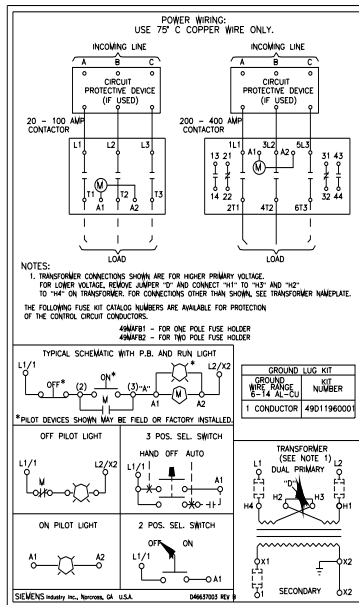 POWER WIRING:
USE 75° C COPPER WIRE ONLY.
INCOMING LINE
A B C
CIRCUIT
PROTECTIVE DEVICE
(IF USED)
20 - 100 AMP
CONTACTOR
L1 L2 L3
M
T1 T2 T3
A1 A2
LOAD
INCOMING LINE
A B C
CIRCUIT
PROTECTIVE DEVICE
(IF USED)
200 - 400 AMP
CONTACTOR
1L1 3L2 5L3
13 21 A1 A2 31 43
M
14 22 32 44
2T1 4T2 6T3
LOAD
NOTES:
1. TRANSFORMER CONNECTIONS SHOWN ARE FOR HIGHER PRIMARY VOLTAGE.
FOR LOWER VOLTAGE, REMOVE JUMPER "D" AND CONNECT "H1" TO "H3" AND "H2"
TO "H4" ON TRANSFORMER. FOR CONNECTIONS OTHER THAN SHOWN, SEE TRANSFORMER NAMEPLATE.
THE FOLLOWING FUSE KIT CATALOG NUMBERS ARE AVAILABLE FOR PROTECTION
OF THE CONTROL CIRCUIT CONDUCTORS.
49MAFB1 - FOR ONE POLE FUSE HOLDER
49MAFB2 - FOR TWO POLE FUSE HOLDER
TYPICAL SCHEMATIC WITH P.B. AND RUN LIGHT
L1/1 L2/X2
OFF* (2) ON* (3) "A" A1 M A2
M
*PILOT DEVICES SHOWN MAY BE FIELD OR FACTORY INSTALLED.
GROUND LUG KIT
GROUND WIRE RANGE 6-14 AL-CU
KIT NUMBER
1 CONDUCTOR 49D11960001
OFF PILOT LIGHT
L1/1 L2/X2
M
3 POS. SEL. SWITCH
HAND OFF AUTO
L1/1
A1
TRANSFORMER
(SEE NOTE 1)
DUAL PRIMARY
L1 "D" L2
H2 H3
H4 H1
X1 X2
SECONDARY
X2
ON PILOT LIGHT
A1 A2
2 POS. SEL. SWITCH
OFF ON
L1/1
A1
SIEMENS Industry Inc., Norcross, GA U.S.A. D46637003 REV B